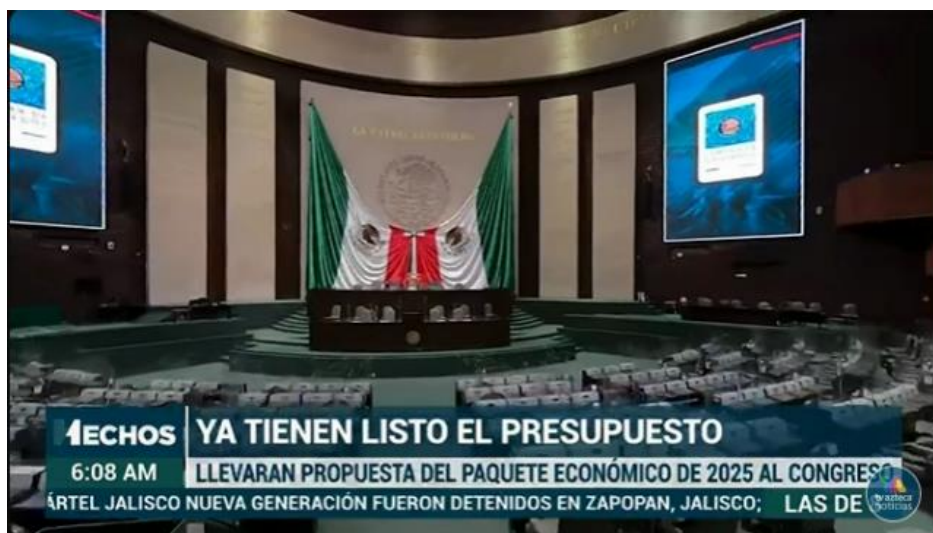 YA TIENEN LISTO EL PRESUPUESTO
HECHOS
6:08 AM
LLEVARAN PROPUESTA DEL PAQUETE ECONÓMICO DE 2025 AL CONGRESO
ÁRTEL JALISCO NUEVA GENERACIÓN FUERON DETENIDOS EN ZAPOPAN, JALISCO; LAS DE
tv azteca
noticias